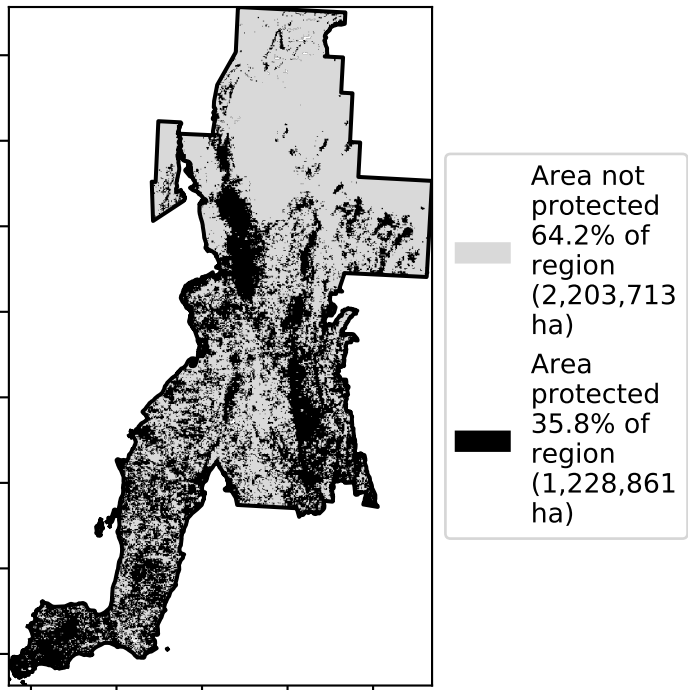 Area not
protected
64.2% of
region
(2,203,713
ha)
Area
protected
35.8% of
region
(1,228,861
ha)